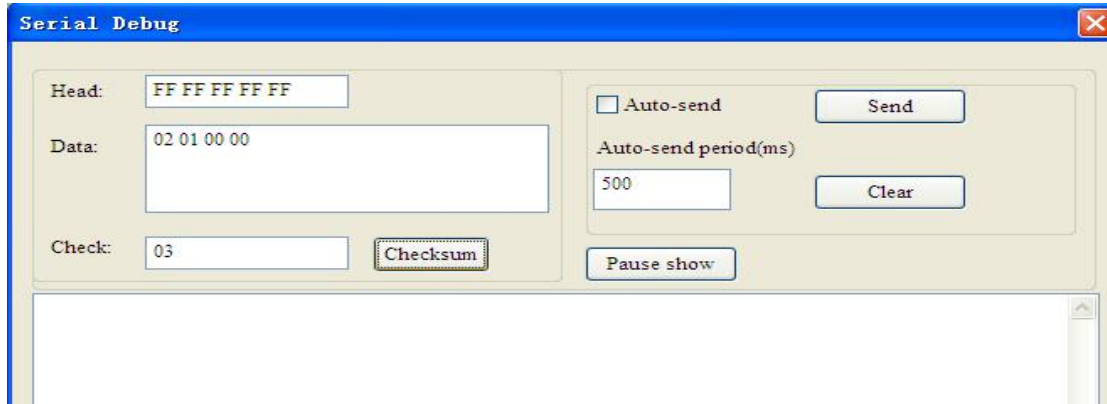 Serial Debug
Head:
FF FF FF FF FF
Data:
02 01 00 00
Check:
03
Checksum
Auto-send
Send
Auto-send period(ms)
500
Clear
Pause show